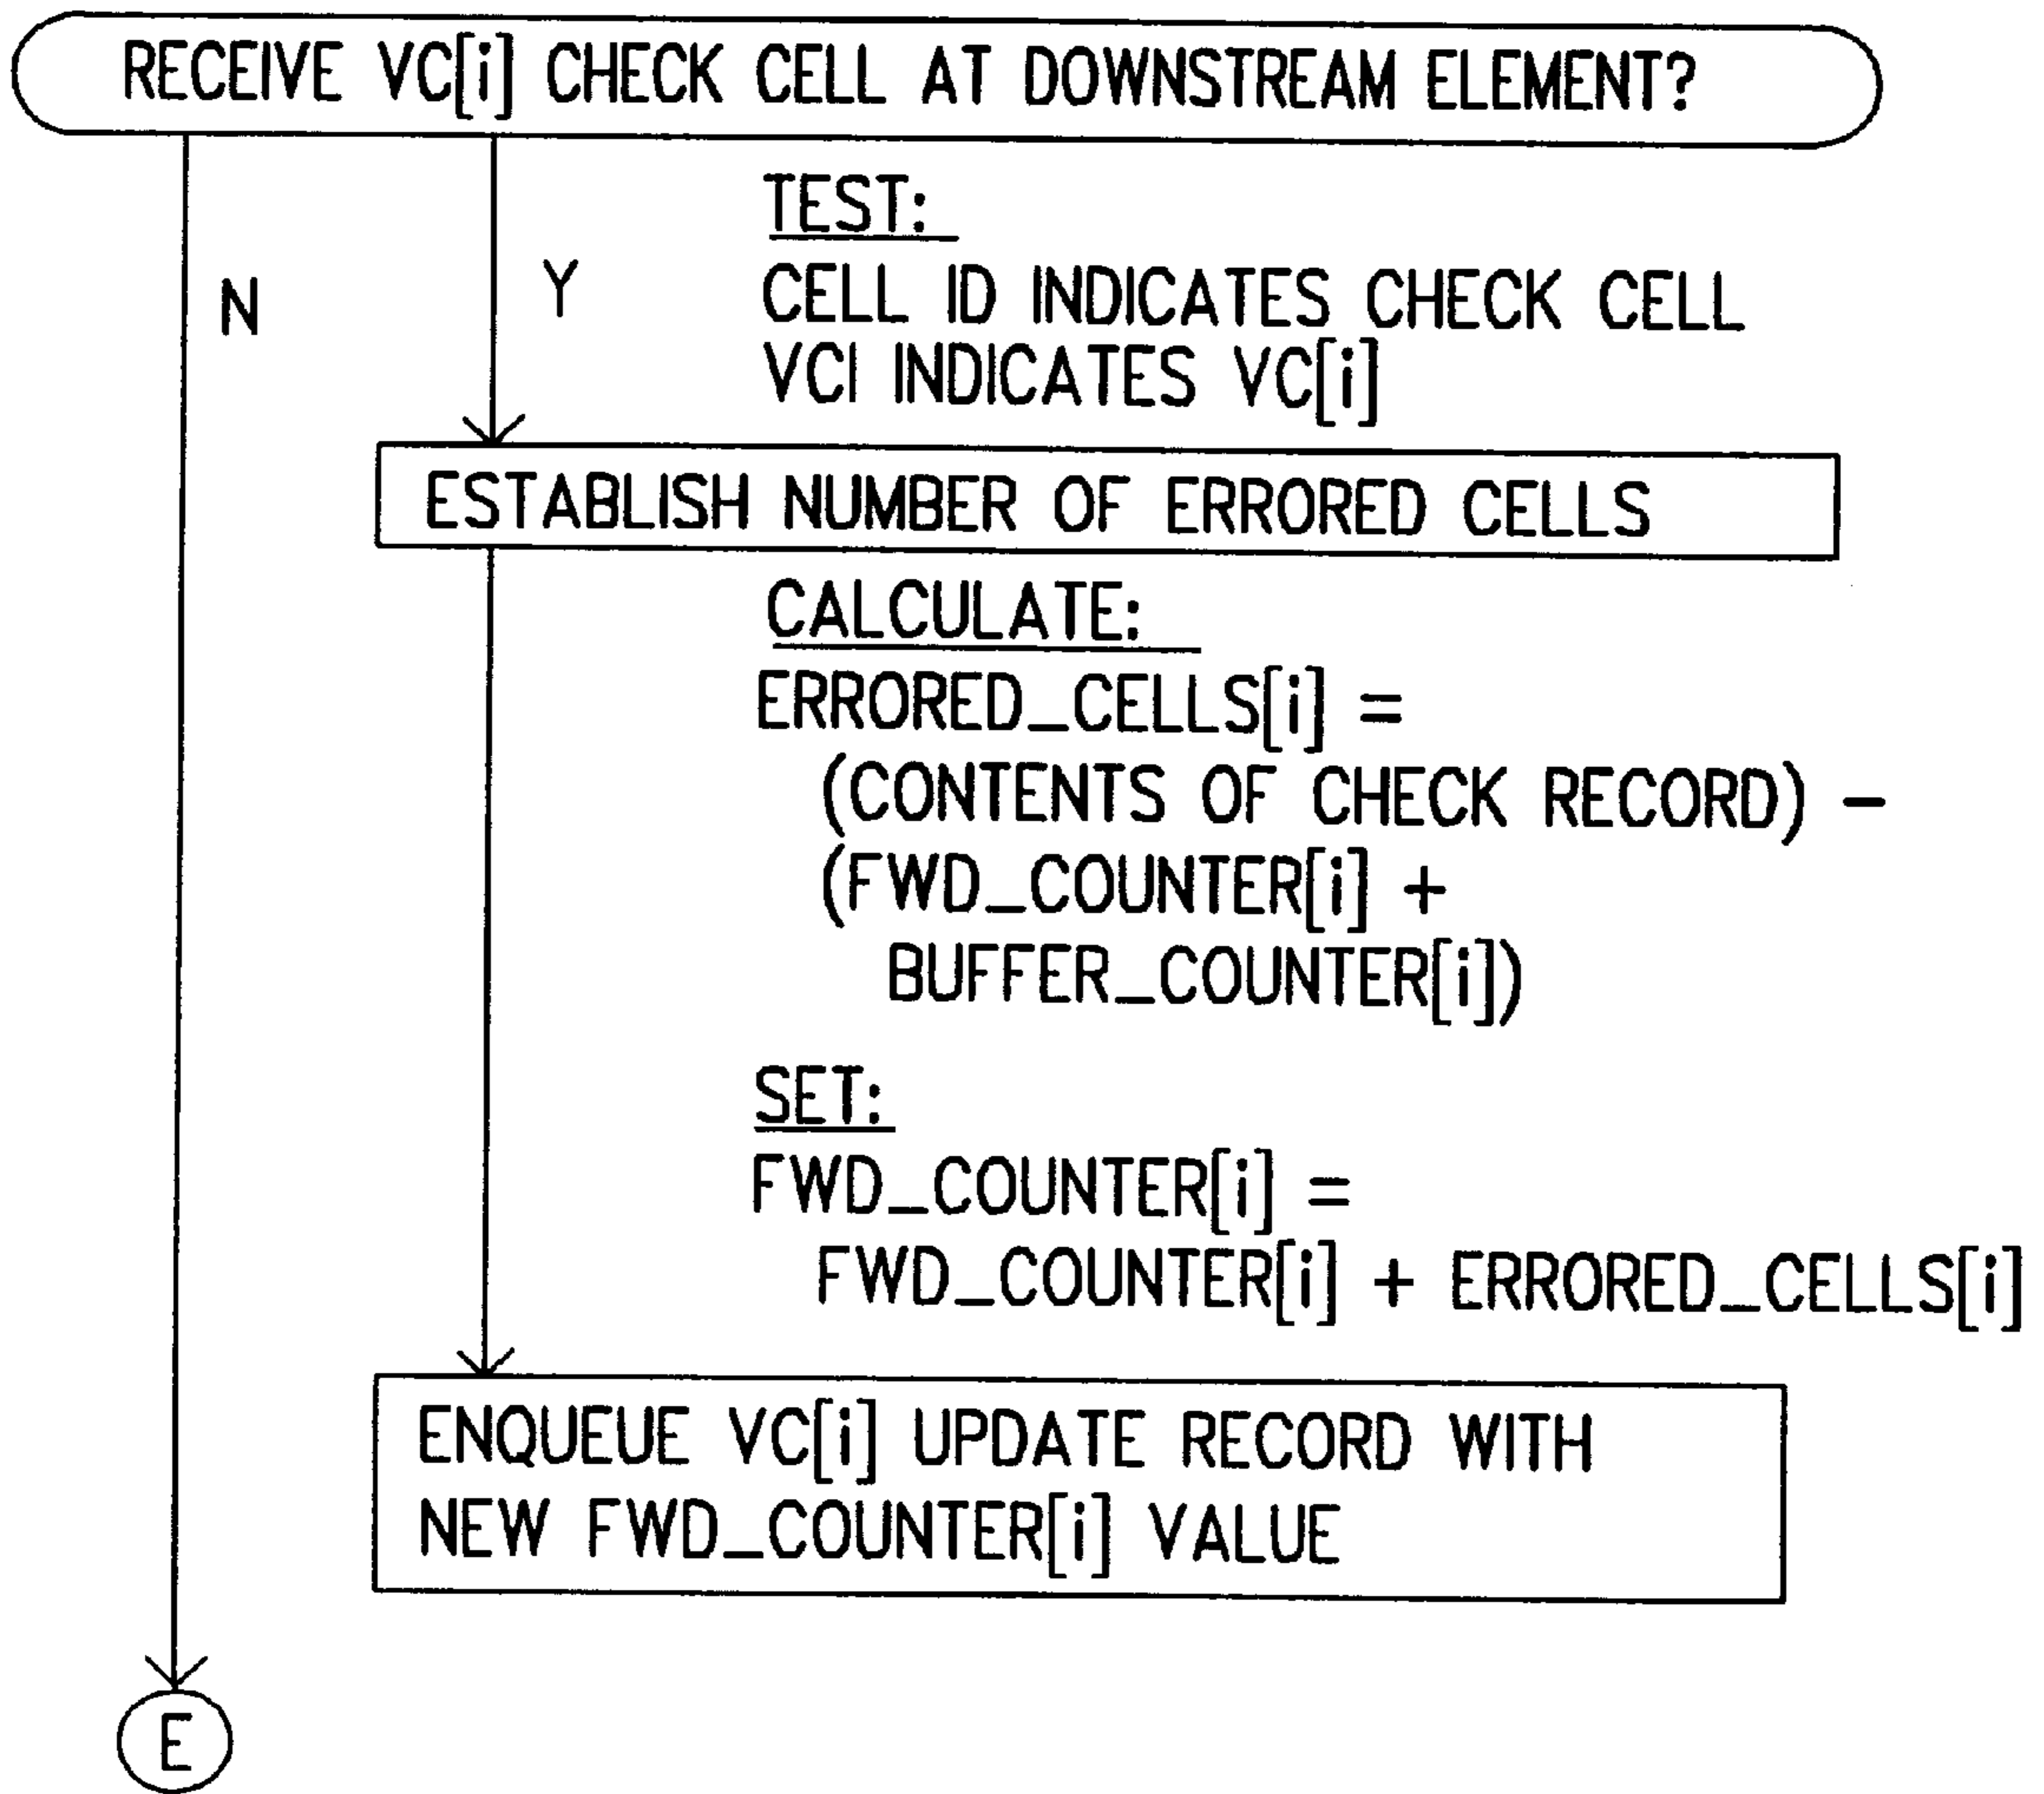 RECEIVE VC[i] CHECK CELL AT DOWNSTREAM ELEMENT?
TEST:
N
Y
CELL ID INDICATES CHECK CELL
VCI INDICATES VC[i]
ESTABLISH NUMBER OF ERRORED CELLS
CALCULATE:
ERRORED_CELLS[i] =
(CONTENTS OF CHECK RECORD) –
(FWD_COUNTER[i] +
BUFFER_COUNTER[i])
SET:
FWD_COUNTER[i] =
FWD_COUNTER[i] + ERRORED_CELLS[i]
ENQUEUE VC[i] UPDATE RECORD WITH
NEW FWD_COUNTER[i] VALUE
E